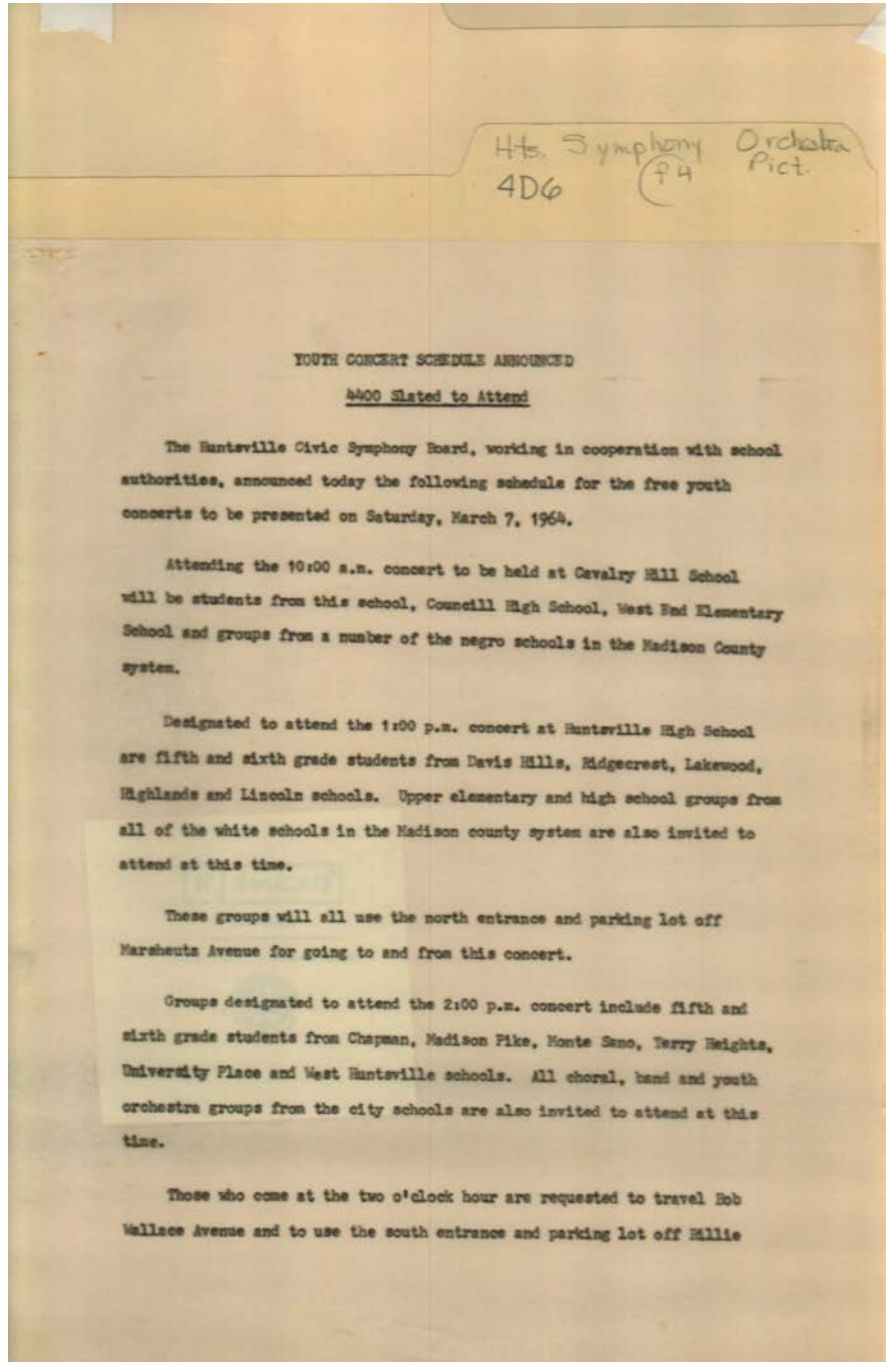 Hts. Symphony Orchestra
4D6 f4 Pict.
YOUTH CONCERT SCHEDULE ANNOUNCED
4400 Slated to Attend
The Huntsville Civic Symphony Board, working in cooperation with school
authorities, announced today the following schedule for the free youth
concerts to be presented on Saturday, March 7, 1964.
Attending the 10:00 a.m. concert to be held at Cavalry Hill School
will be students from this school, Councill High School, West End Elementary
School and groups from a number of the negro schools in the Madison County
system.
Designated to attend the 1:00 p.m. concert at Huntsville High School
are fifth and sixth grade students from Davis Hills, Ridgecrest, Lakewood,
Highlands and Lincoln schools. Upper elementary and high school groups from
all of the white schools in the Madison county system are also invited to
attend at this time.
These groups will all use the north entrance and parking lot off
Marsheutz Avenue for going to and from this concert.
Groups designated to attend the 2:00 p.m. concert include fifth and
sixth grade students from Chapman, Madison Pike, Monte Sano, Terry Heights,
University Place and West Huntsville schools. All choral, band and youth
orchestra groups from the city schools are also invited to attend at this
time.
Those who come at the two o'clock hour are requested to travel Bob
Wallace Avenue and to use the south entrance and parking lot off Billie